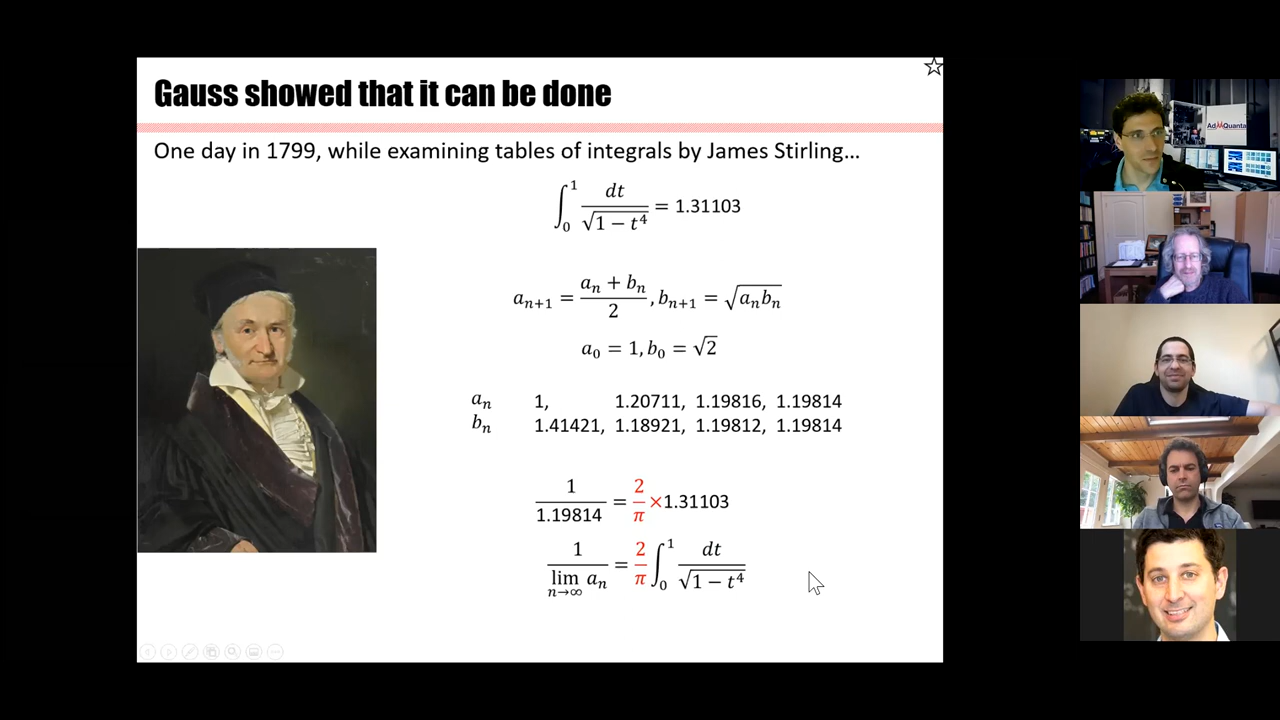 Gauss showed that it can be done
One day in 1799, while examining tables of integrals by James Stirling…
∫₀¹ dt/√(1 − t⁴) = 1.31103
aₙ₊₁ = (aₙ + bₙ)/2, bₙ₊₁ = √(aₙbₙ)
a₀ = 1, b₀ = √2
aₙ 1, 1.20711, 1.19816, 1.19814
bₙ 1.41421, 1.18921, 1.19812, 1.19814
1/1.19814 = 2/π ×1.31103
1/(lim n→∞ aₙ) = 2/π ∫₀¹ dt/√(1 − t⁴)
AdMQuanta